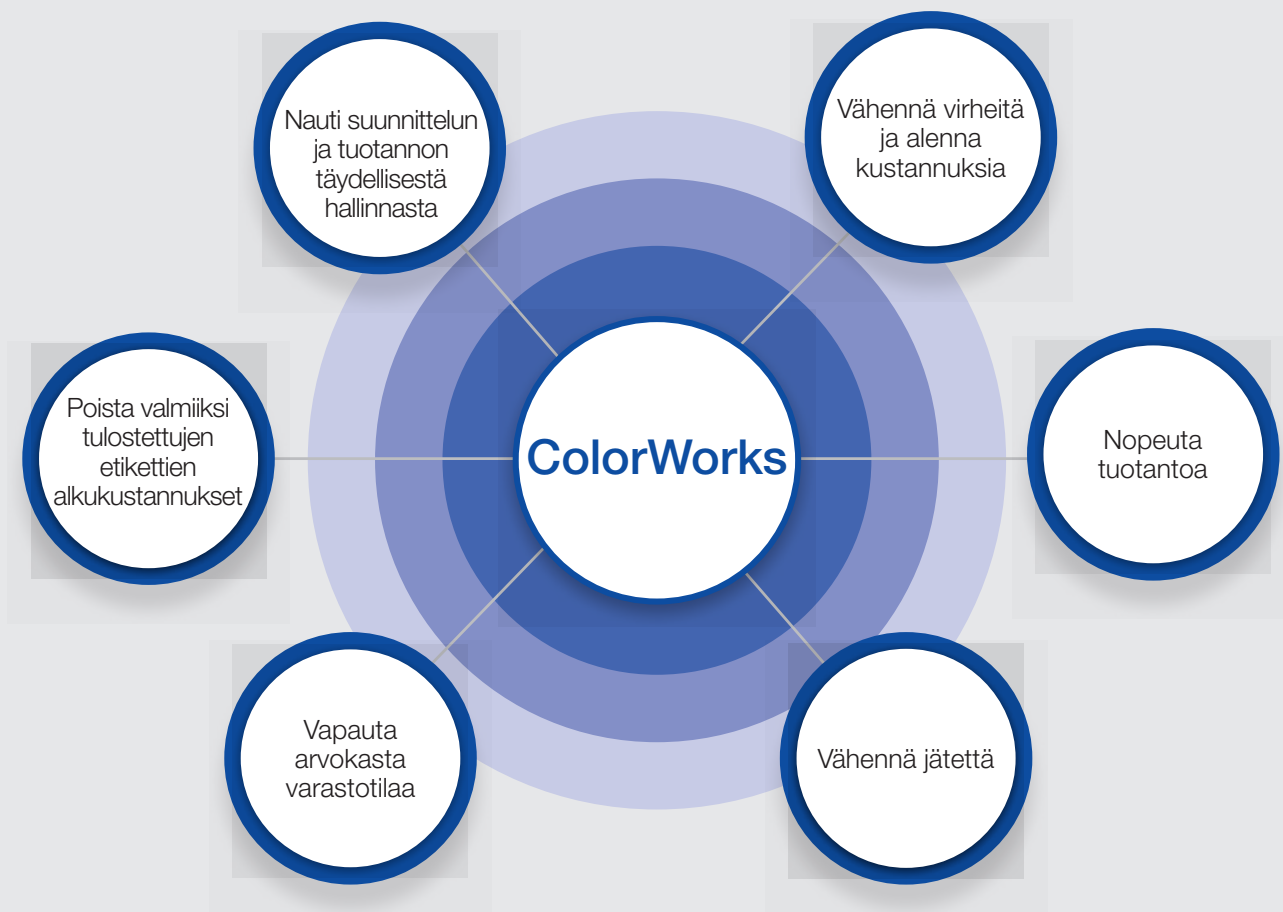 Nauti suunnittelun
ja tuotannon
täydellisestä
hallinnasta
Vähennä virheitä
ja alenna
kustannuksia
Poista valmiiksi
tulostettujen
etikettien
alkukustannukset
ColorWorks
Nopeuta
tuotantoa
Vapauta
arvokasta
varastotilaa
Vähennä jätettä